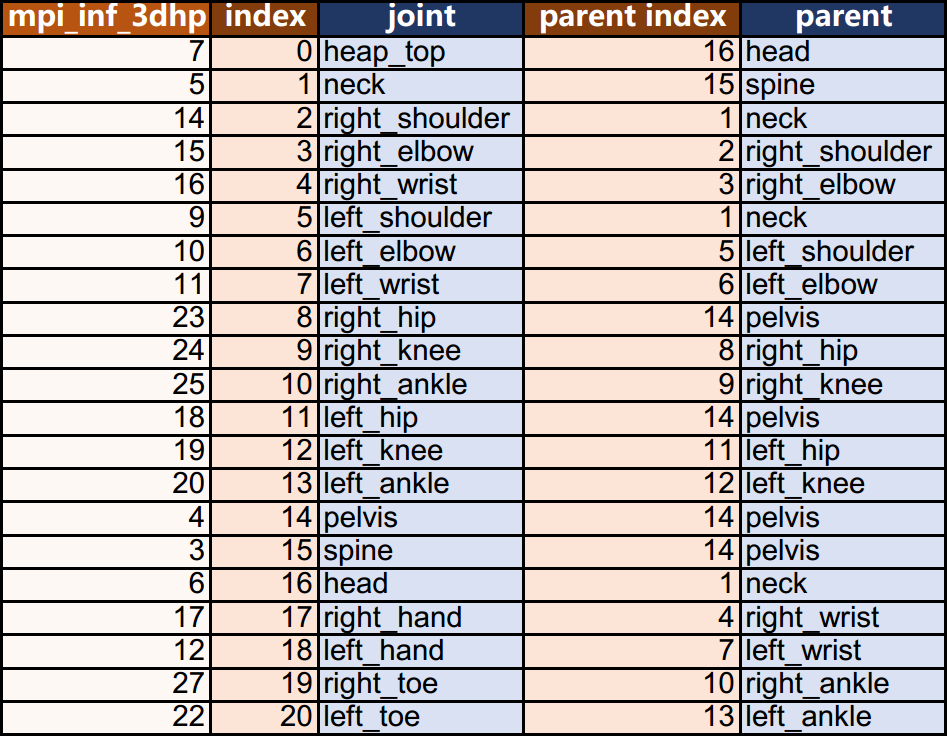 mpi_inf_3dhp index joint parent index parent
7 0 heap_top 16 head
5 1 neck 15 spine
14 2 right_shoulder 1 neck
15 3 right_elbow 2 right_shoulder
16 4 right_wrist 3 right_elbow
9 5 left_shoulder 1 neck
10 6 left_elbow 5 left_shoulder
11 7 left_wrist 6 left_elbow
23 8 right_hip 14 pelvis
24 9 right_knee 8 right_hip
25 10 right_ankle 9 right_knee
18 11 left_hip 14 pelvis
19 12 left_knee 11 left_hip
20 13 left_ankle 12 left_knee
4 14 pelvis 14 pelvis
3 15 spine 14 pelvis
6 16 head 1 neck
17 17 right_hand 4 right_wrist
12 18 left_hand 7 left_wrist
27 19 right_toe 10 right_ankle
22 20 left_toe 13 left_ankle